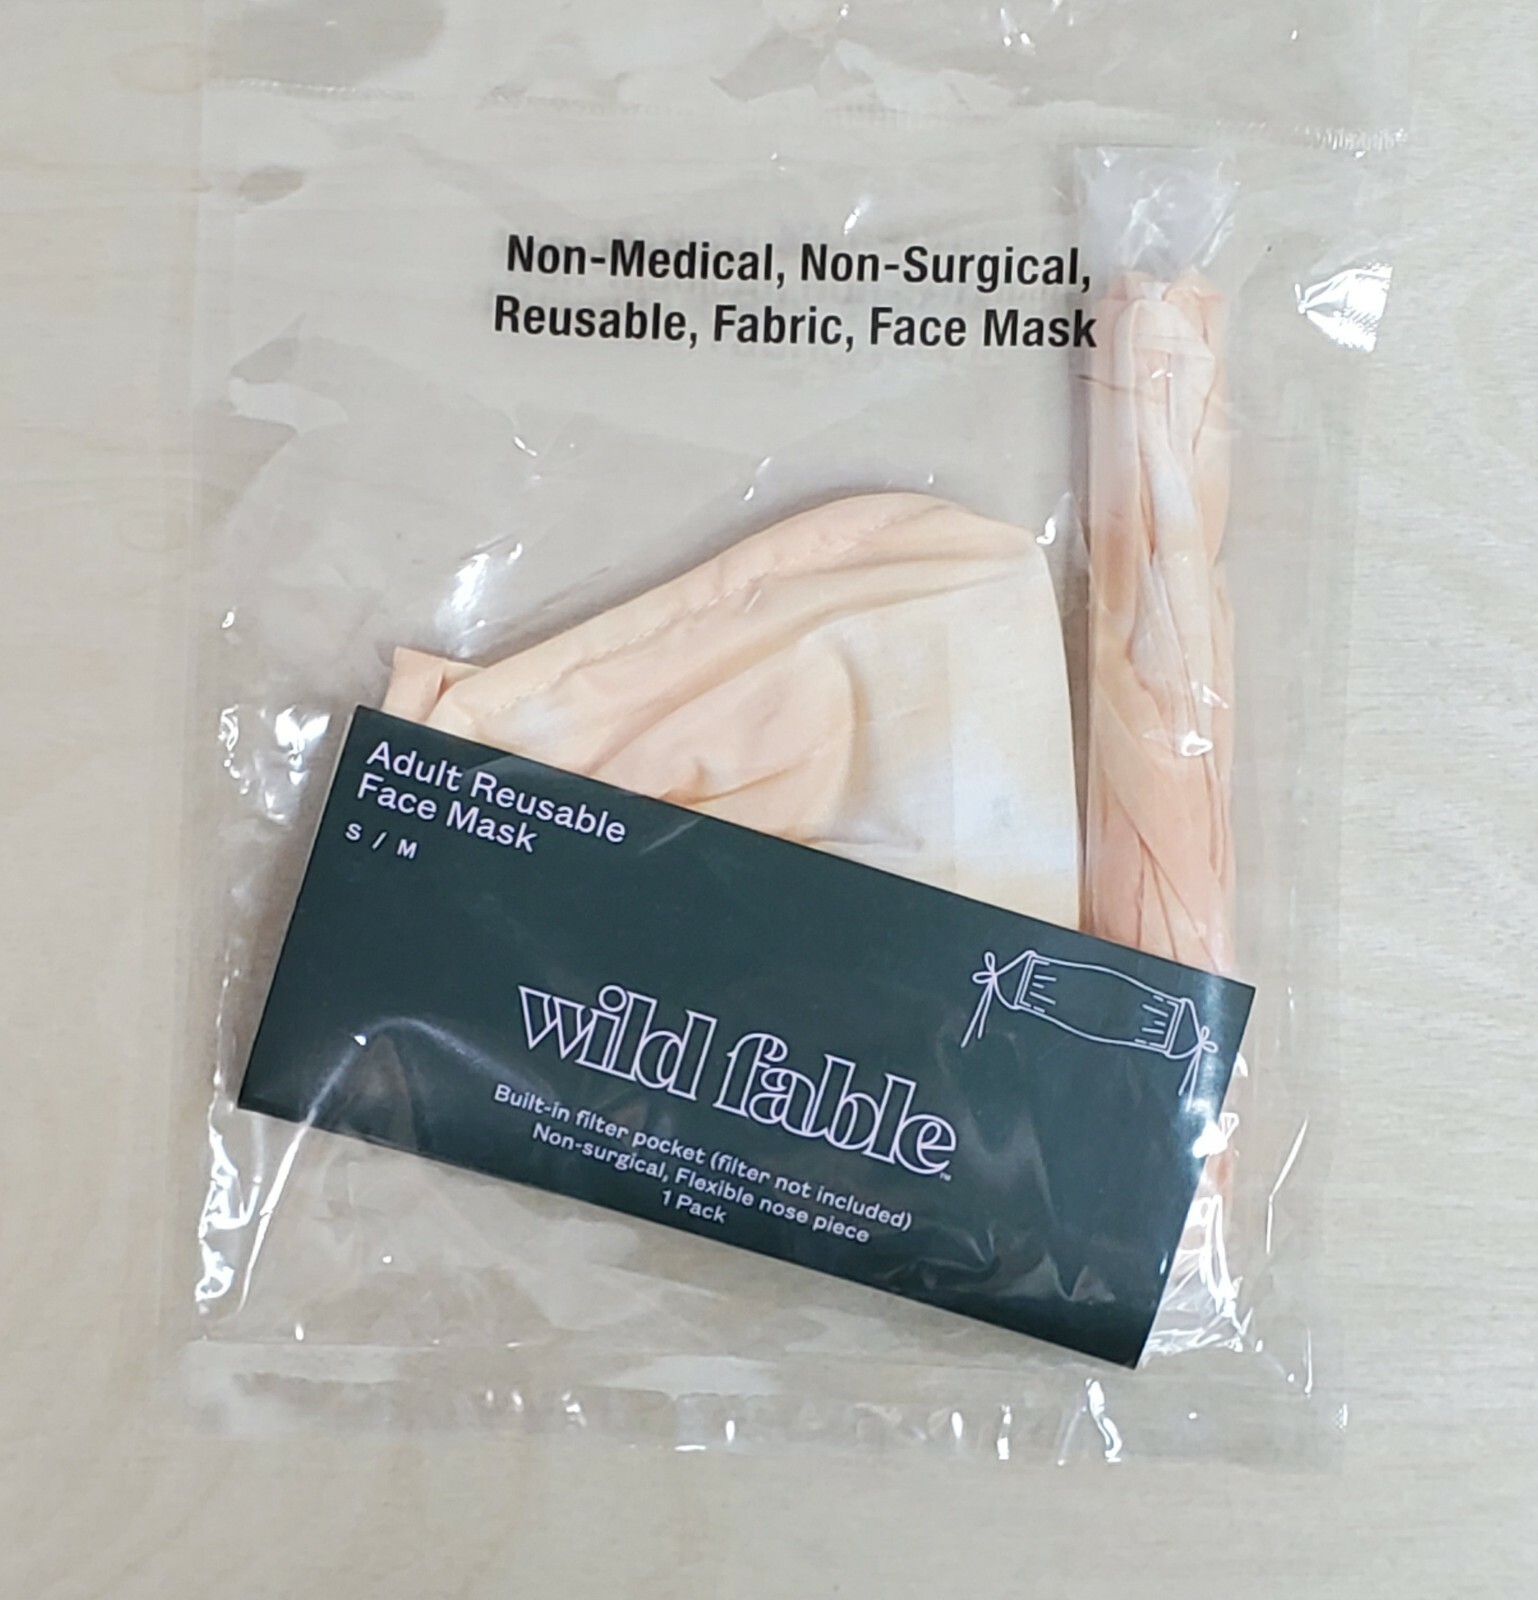 Non-Medical, Non-Surgical,
Reusable, Fabric, Face Mask
Adult Reusable
Face Mask
S / M
wild fable™
Built-in filter pocket (filter not included)
Non-surgical, Flexible nose piece
1 Pack